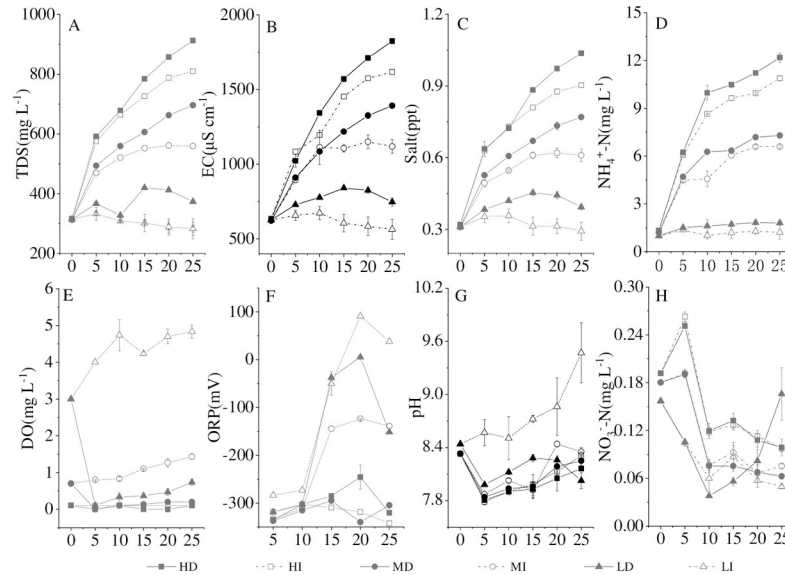 A
B
C
D
TDS(mg L⁻¹)
1000
800
600
400
200
EC(μS cm⁻¹)
2000
1500
1000
500
Salt(ppt)
1.2
0.9
0.6
0.3
NH₄⁺-N(mg L⁻¹)
15
12
9
6
3
0
0 5 10 15 20 25
0 5 10 15 20 25
0 5 10 15 20 25
0 5 10 15 20 25
E
F
G
H
DO(mg L⁻¹)
6
5
4
3
2
1
0
ORP(mV)
100
0
-100
-200
-300
pH
10.2
9.6
9.0
8.4
7.8
NO₃⁻-N(mg L⁻¹)
0.30
0.24
0.18
0.12
0.06
0.00
0 5 10 15 20 25
5 10 15 20 25
0 5 10 15 20 25
0 5 10 15 20 25
HD HI MD MI LD LI